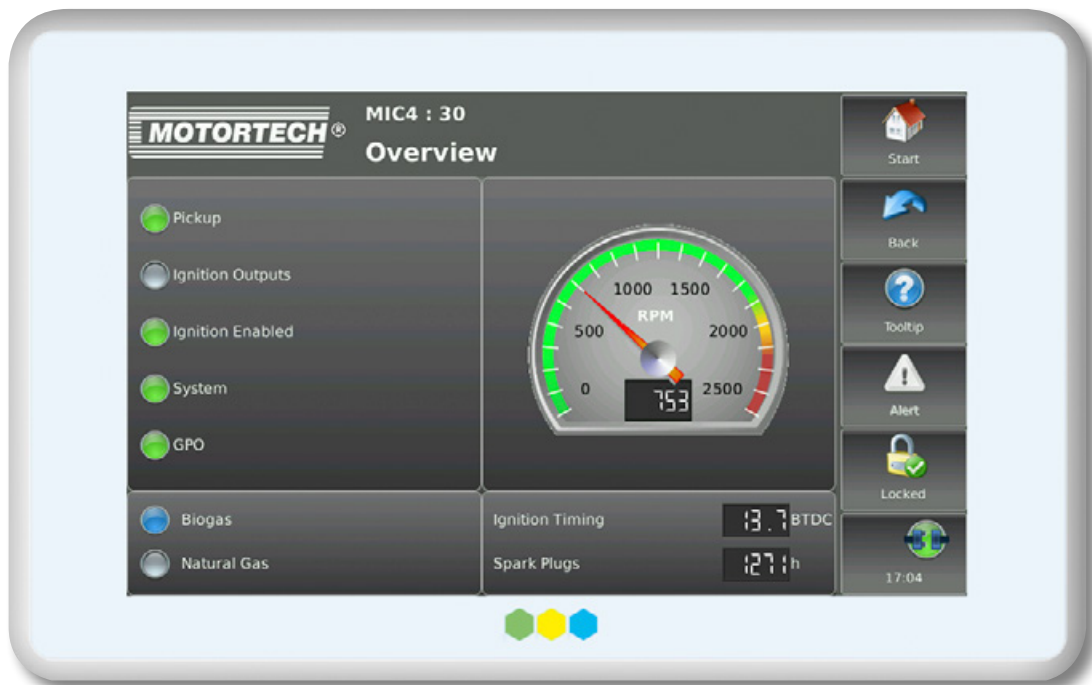 MOTORTECH®
MIC4 : 30
Overview
Start
Back
Tooltip
Alert
Locked
17:04
Pickup
Ignition Outputs
Ignition Enabled
System
GPO
0
500
1000
1500
2000
2500
RPM
753
Biogas
Natural Gas
Ignition Timing 13.7 BTDC
Spark Plugs 1271 h